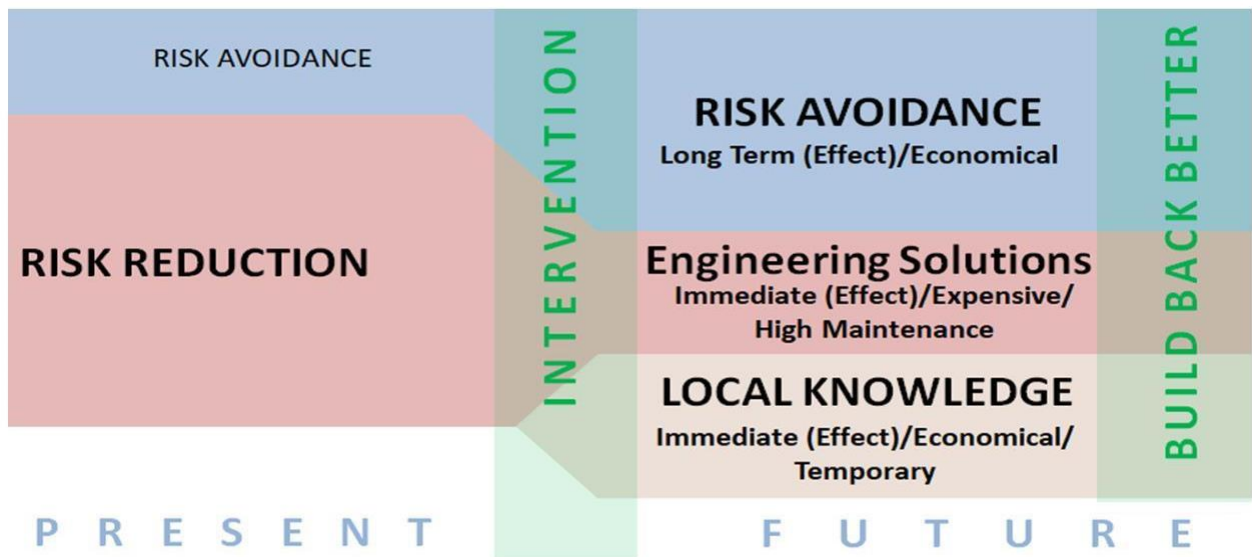 RISK AVOIDANCE
RISK REDUCTION
INTERVENTION
RISK AVOIDANCE
Long Term (Effect)/Economical
Engineering Solutions
Immediate (Effect)/Expensive/
High Maintenance
LOCAL KNOWLEDGE
Immediate (Effect)/Economical/
Temporary
BUILD BACK BETTER
PRESENT
FUTURE